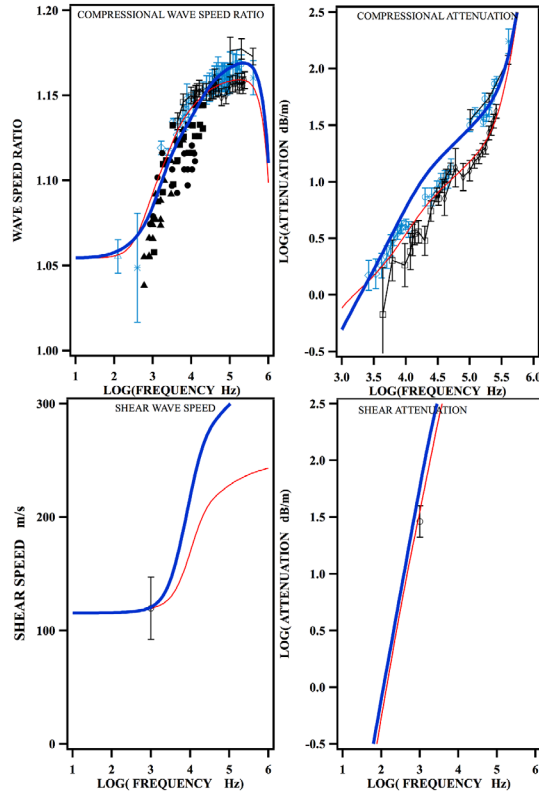 COMPRESSIONAL WAVE SPEED RATIO
WAVE SPEED RATIO
1.20
1.15
1.10
1.05
1.00
1 2 3 4 5 6
LOG(FREQUENCY Hz)
COMPRESSIONAL ATTENUATION
LOG(ATTENUATION dB/m)
2.5
2.0
1.5
1.0
0.5
0.0
-0.5
3.0 3.5 4.0 4.5 5.0 5.5 6.0
LOG(FREQUENCY Hz)
SHEAR WAVE SPEED
SHEAR SPEED m/s
300
200
100
0
1 2 3 4 5 6
LOG( FREQUENCY Hz)
SHEAR ATTENUATION
LOG( ATTENUATION dB/m)
2.5
2.0
1.5
1.0
0.5
0.0
-0.5
1 2 3 4 5 6
LOG( FREQUENCY Hz)